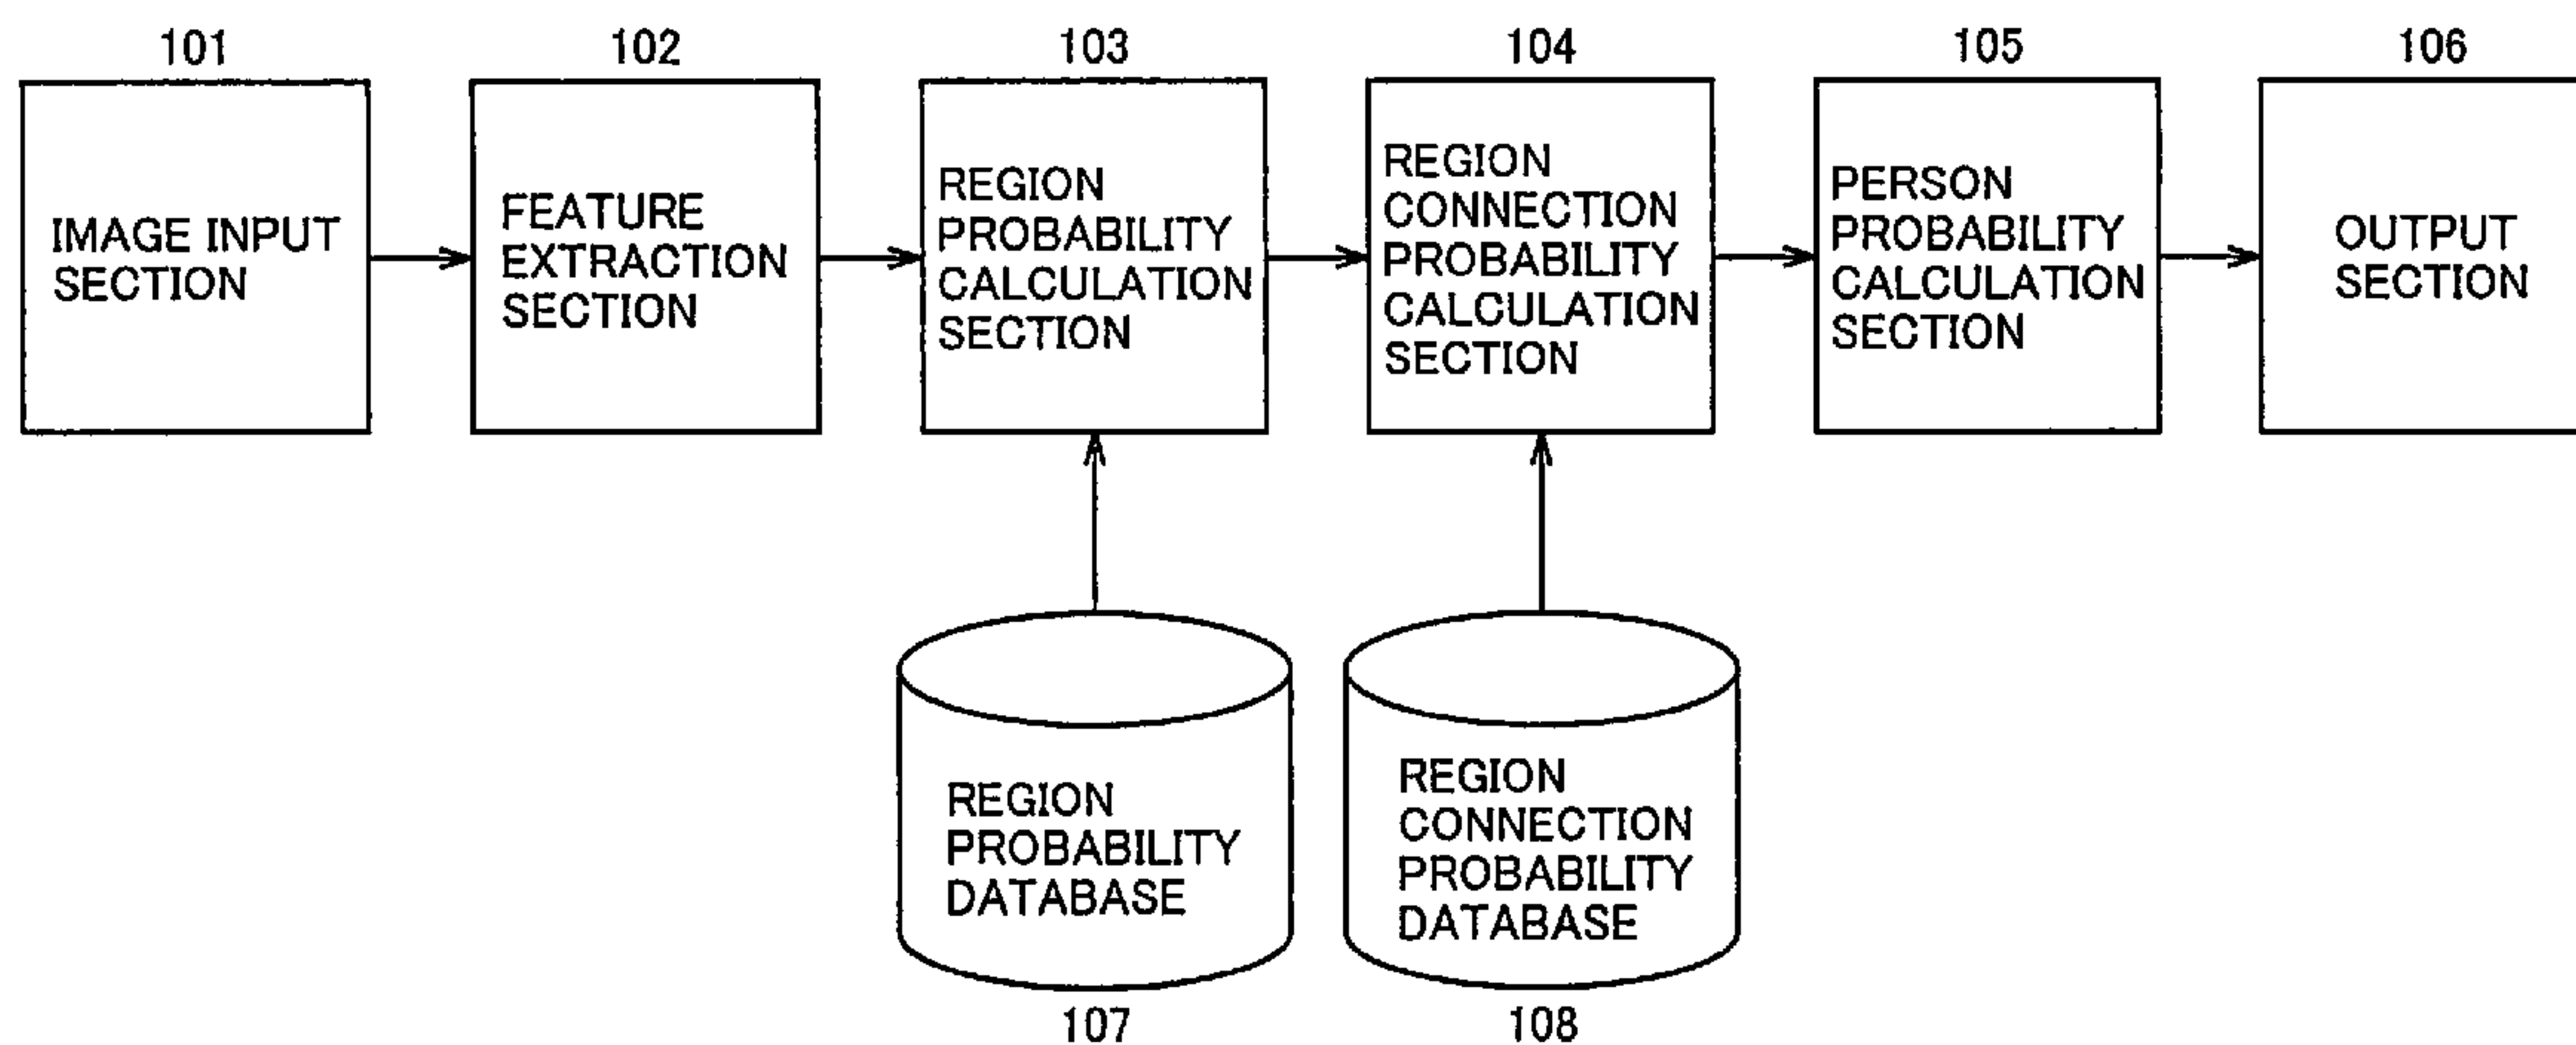 101
102
103
104
105
106
IMAGE INPUT
SECTION
FEATURE
EXTRACTION
SECTION
REGION
PROBABILITY
CALCULATION
SECTION
REGION
CONNECTION
PROBABILITY
CALCULATION
SECTION
PERSON
PROBABILITY
CALCULATION
SECTION
OUTPUT
SECTION
REGION
PROBABILITY
DATABASE
REGION
CONNECTION
PROBABILITY
DATABASE
107
108